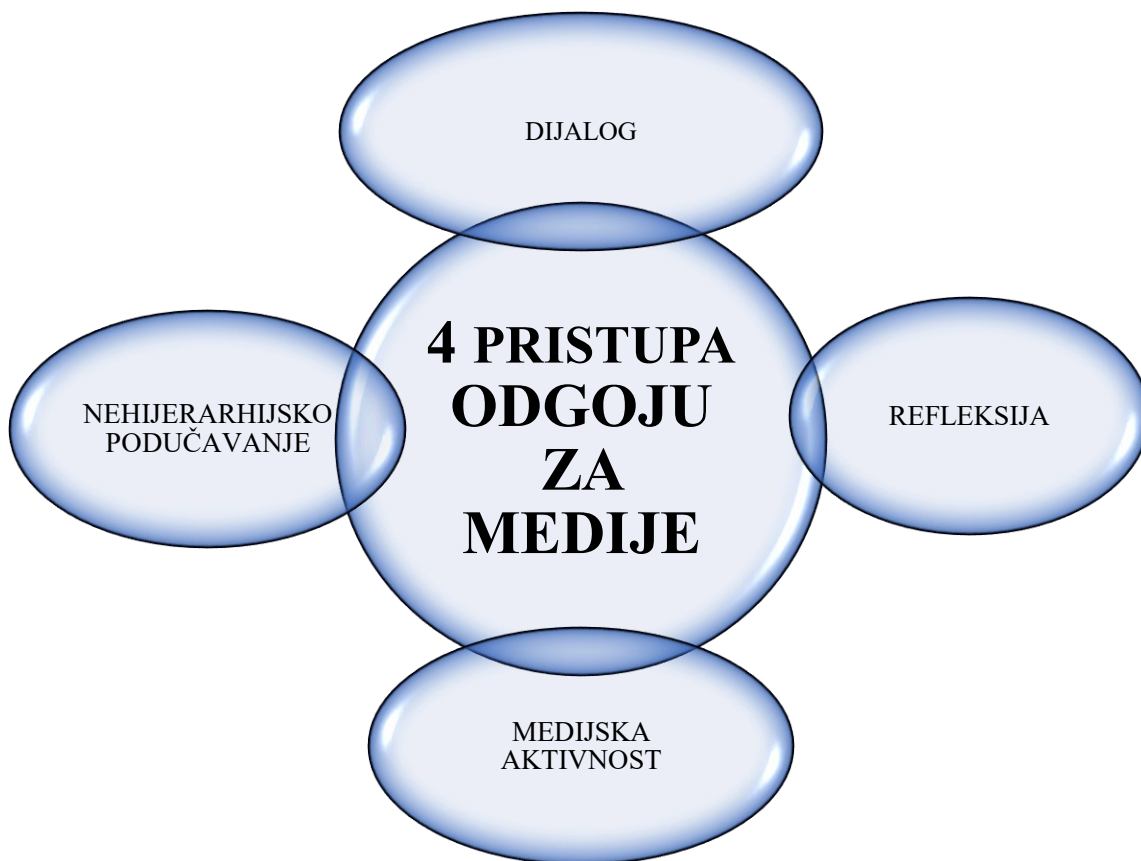 DIJALOG
4 PRISTUPA
ODGOJU
ZA
MEDIJE
NEHIJERARHIJSKO
PODUČAVANJE
REFLEKSIJA
MEDIJSKA
AKTIVNOST